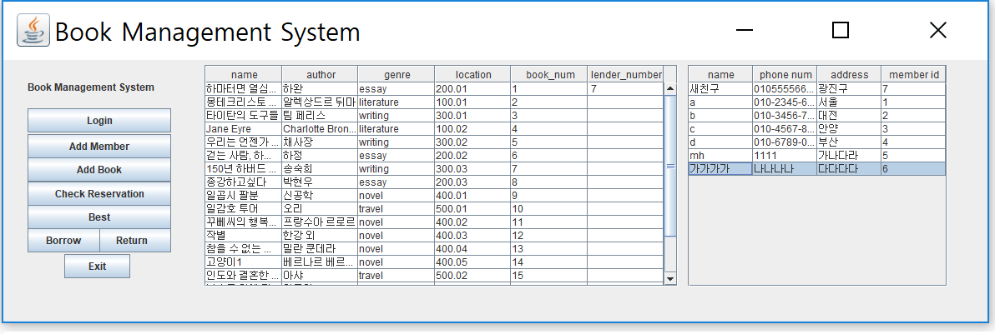 Book Management System
Book Management System
Login
Add Member
Add Book
Check Reservation
Best
Borrow Return
Exit
name author genre location book_num lender_number
하마터면 열심... 하완 essay 200.01 1 7
몽테크리스토 ... 알렉상드르 뒤마 literature 100.01 2
타이탄의 도구들 팀 페리스 writing 300.01 3
Jane Eyre Charlotte Bron... literature 100.02 4
우리는 언젠가 ... 채사장 writing 300.02 5
걷는 사람, 하... 하정 essay 200.02 6
150년 하버드 ... 송숙희 writing 300.03 7
종강하고싶다 박현우 essay 200.03 8
일곱시 팔분 신공학 novel 400.01 9
일감호 투어 오리 travel 500.01 10
꾸뻬씨의 행복... 프랑수아 르로르 novel 400.02 11
작별 한강 외 novel 400.03 12
참을 수 없는 ... 밀란 쿤데라 novel 400.04 13
고양이1 베르나르 베르... novel 400.05 14
인도와 결혼한 ... 아샤 travel 500.02 15
name phone num address member id
새친구 010555566... 광진구 7
a 010-2345-6... 서울 1
b 010-3456-7... 대전 2
c 010-4567-8... 안양 3
d 010-6789-0... 부산 4
mh 1111 가나다라 5
가가가가 나나나나 다다다다 6